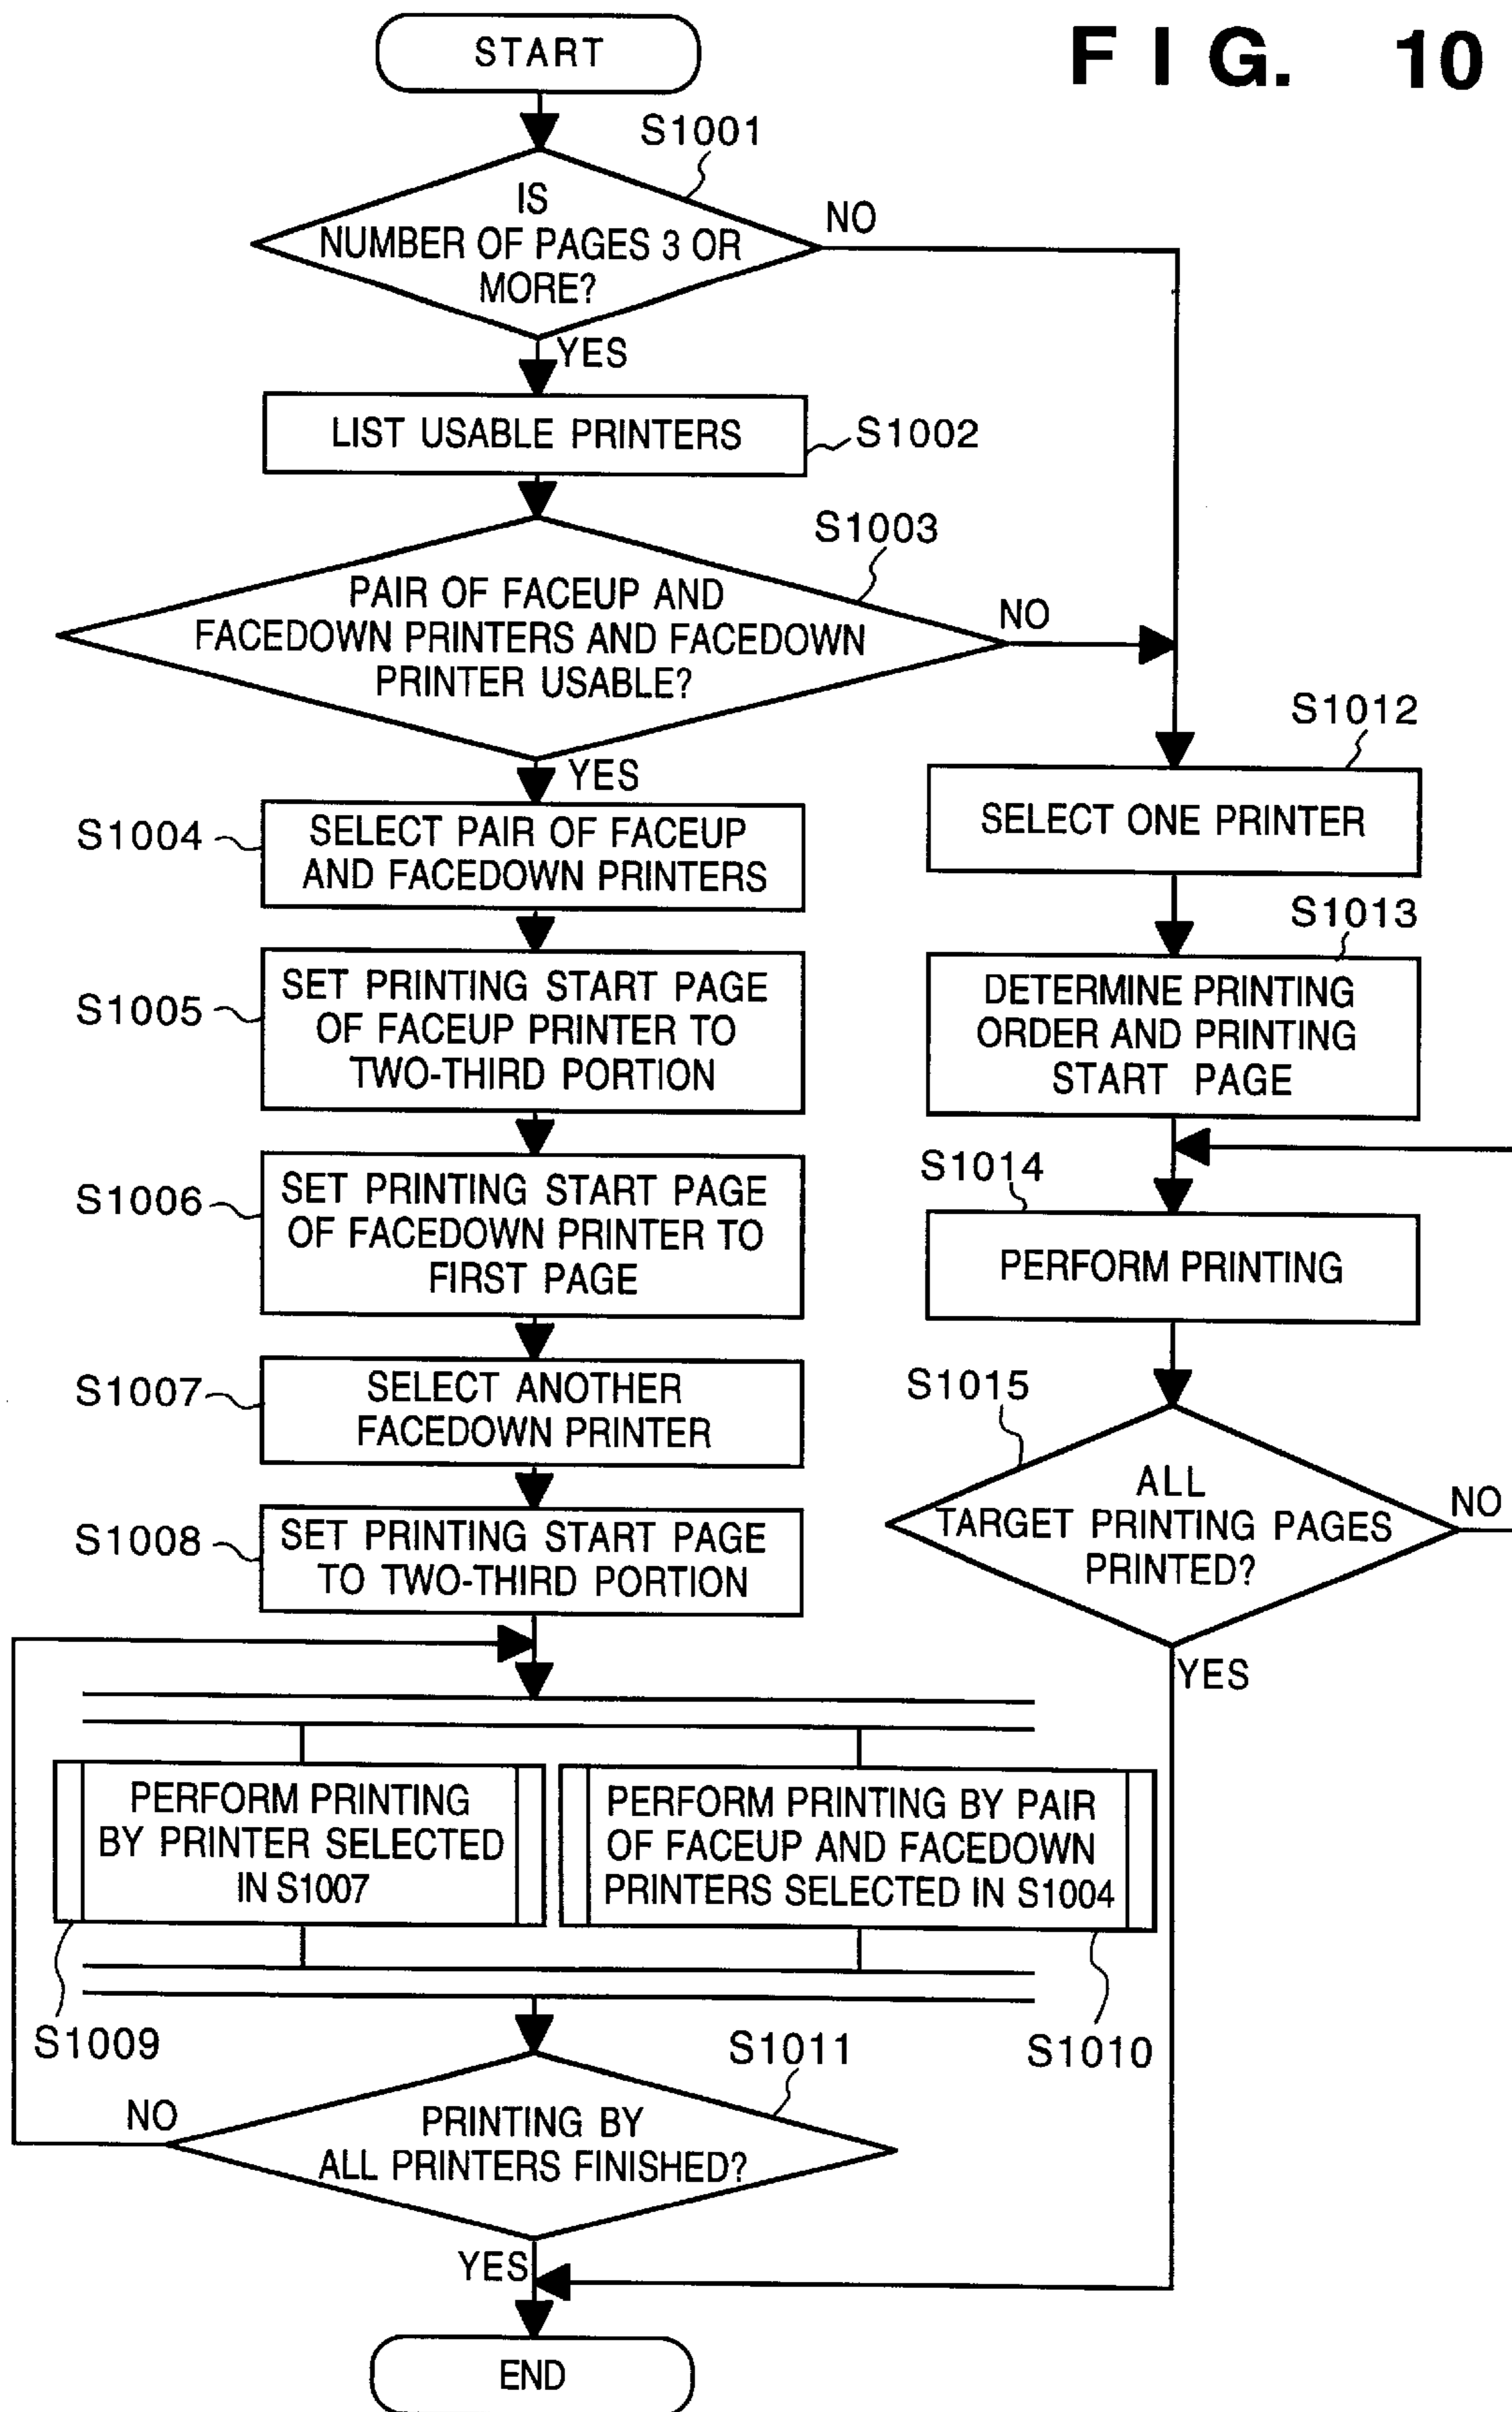 FIG. 10
START
S1001
IS
NUMBER OF PAGES 3 OR
MORE?
NO
YES
LIST USABLE PRINTERS
S1002
S1003
PAIR OF FACEUP AND
FACEDOWN PRINTERS AND FACEDOWN
PRINTER USABLE?
NO
YES
S1004
SELECT PAIR OF FACEUP
AND FACEDOWN PRINTERS
S1005
SET PRINTING START PAGE
OF FACEUP PRINTER TO
TWO-THIRD PORTION
S1006
SET PRINTING START PAGE
OF FACEDOWN PRINTER TO
FIRST PAGE
S1007
SELECT ANOTHER
FACEDOWN PRINTER
S1008
SET PRINTING START PAGE
TO TWO-THIRD PORTION
PERFORM PRINTING
BY PRINTER SELECTED
IN S1007
S1009
PERFORM PRINTING BY PAIR
OF FACEUP AND FACEDOWN
PRINTERS SELECTED IN S1004
S1010
S1011
PRINTING BY
ALL PRINTERS FINISHED?
NO
YES
S1012
SELECT ONE PRINTER
S1013
DETERMINE PRINTING
ORDER AND PRINTING
START PAGE
S1014
PERFORM PRINTING
S1015
ALL
TARGET PRINTING PAGES
PRINTED?
NO
YES
END